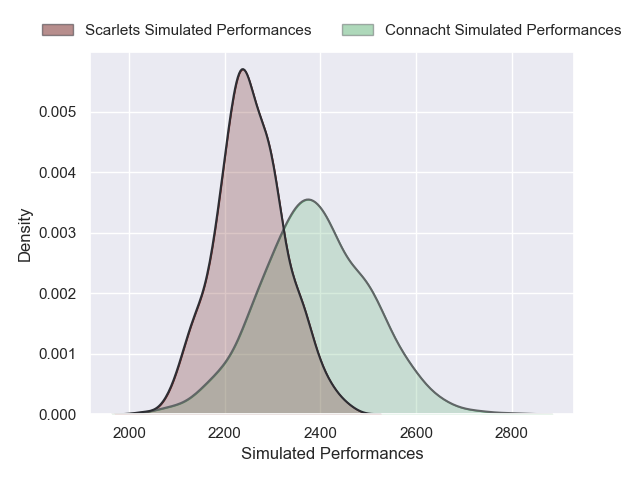 Scarlets Simulated Performances
Connacht Simulated Performances
Density
0.005
0.004
0.003
0.002
0.001
0.000
2000
2200
2400
2600
2800
Simulated Performances